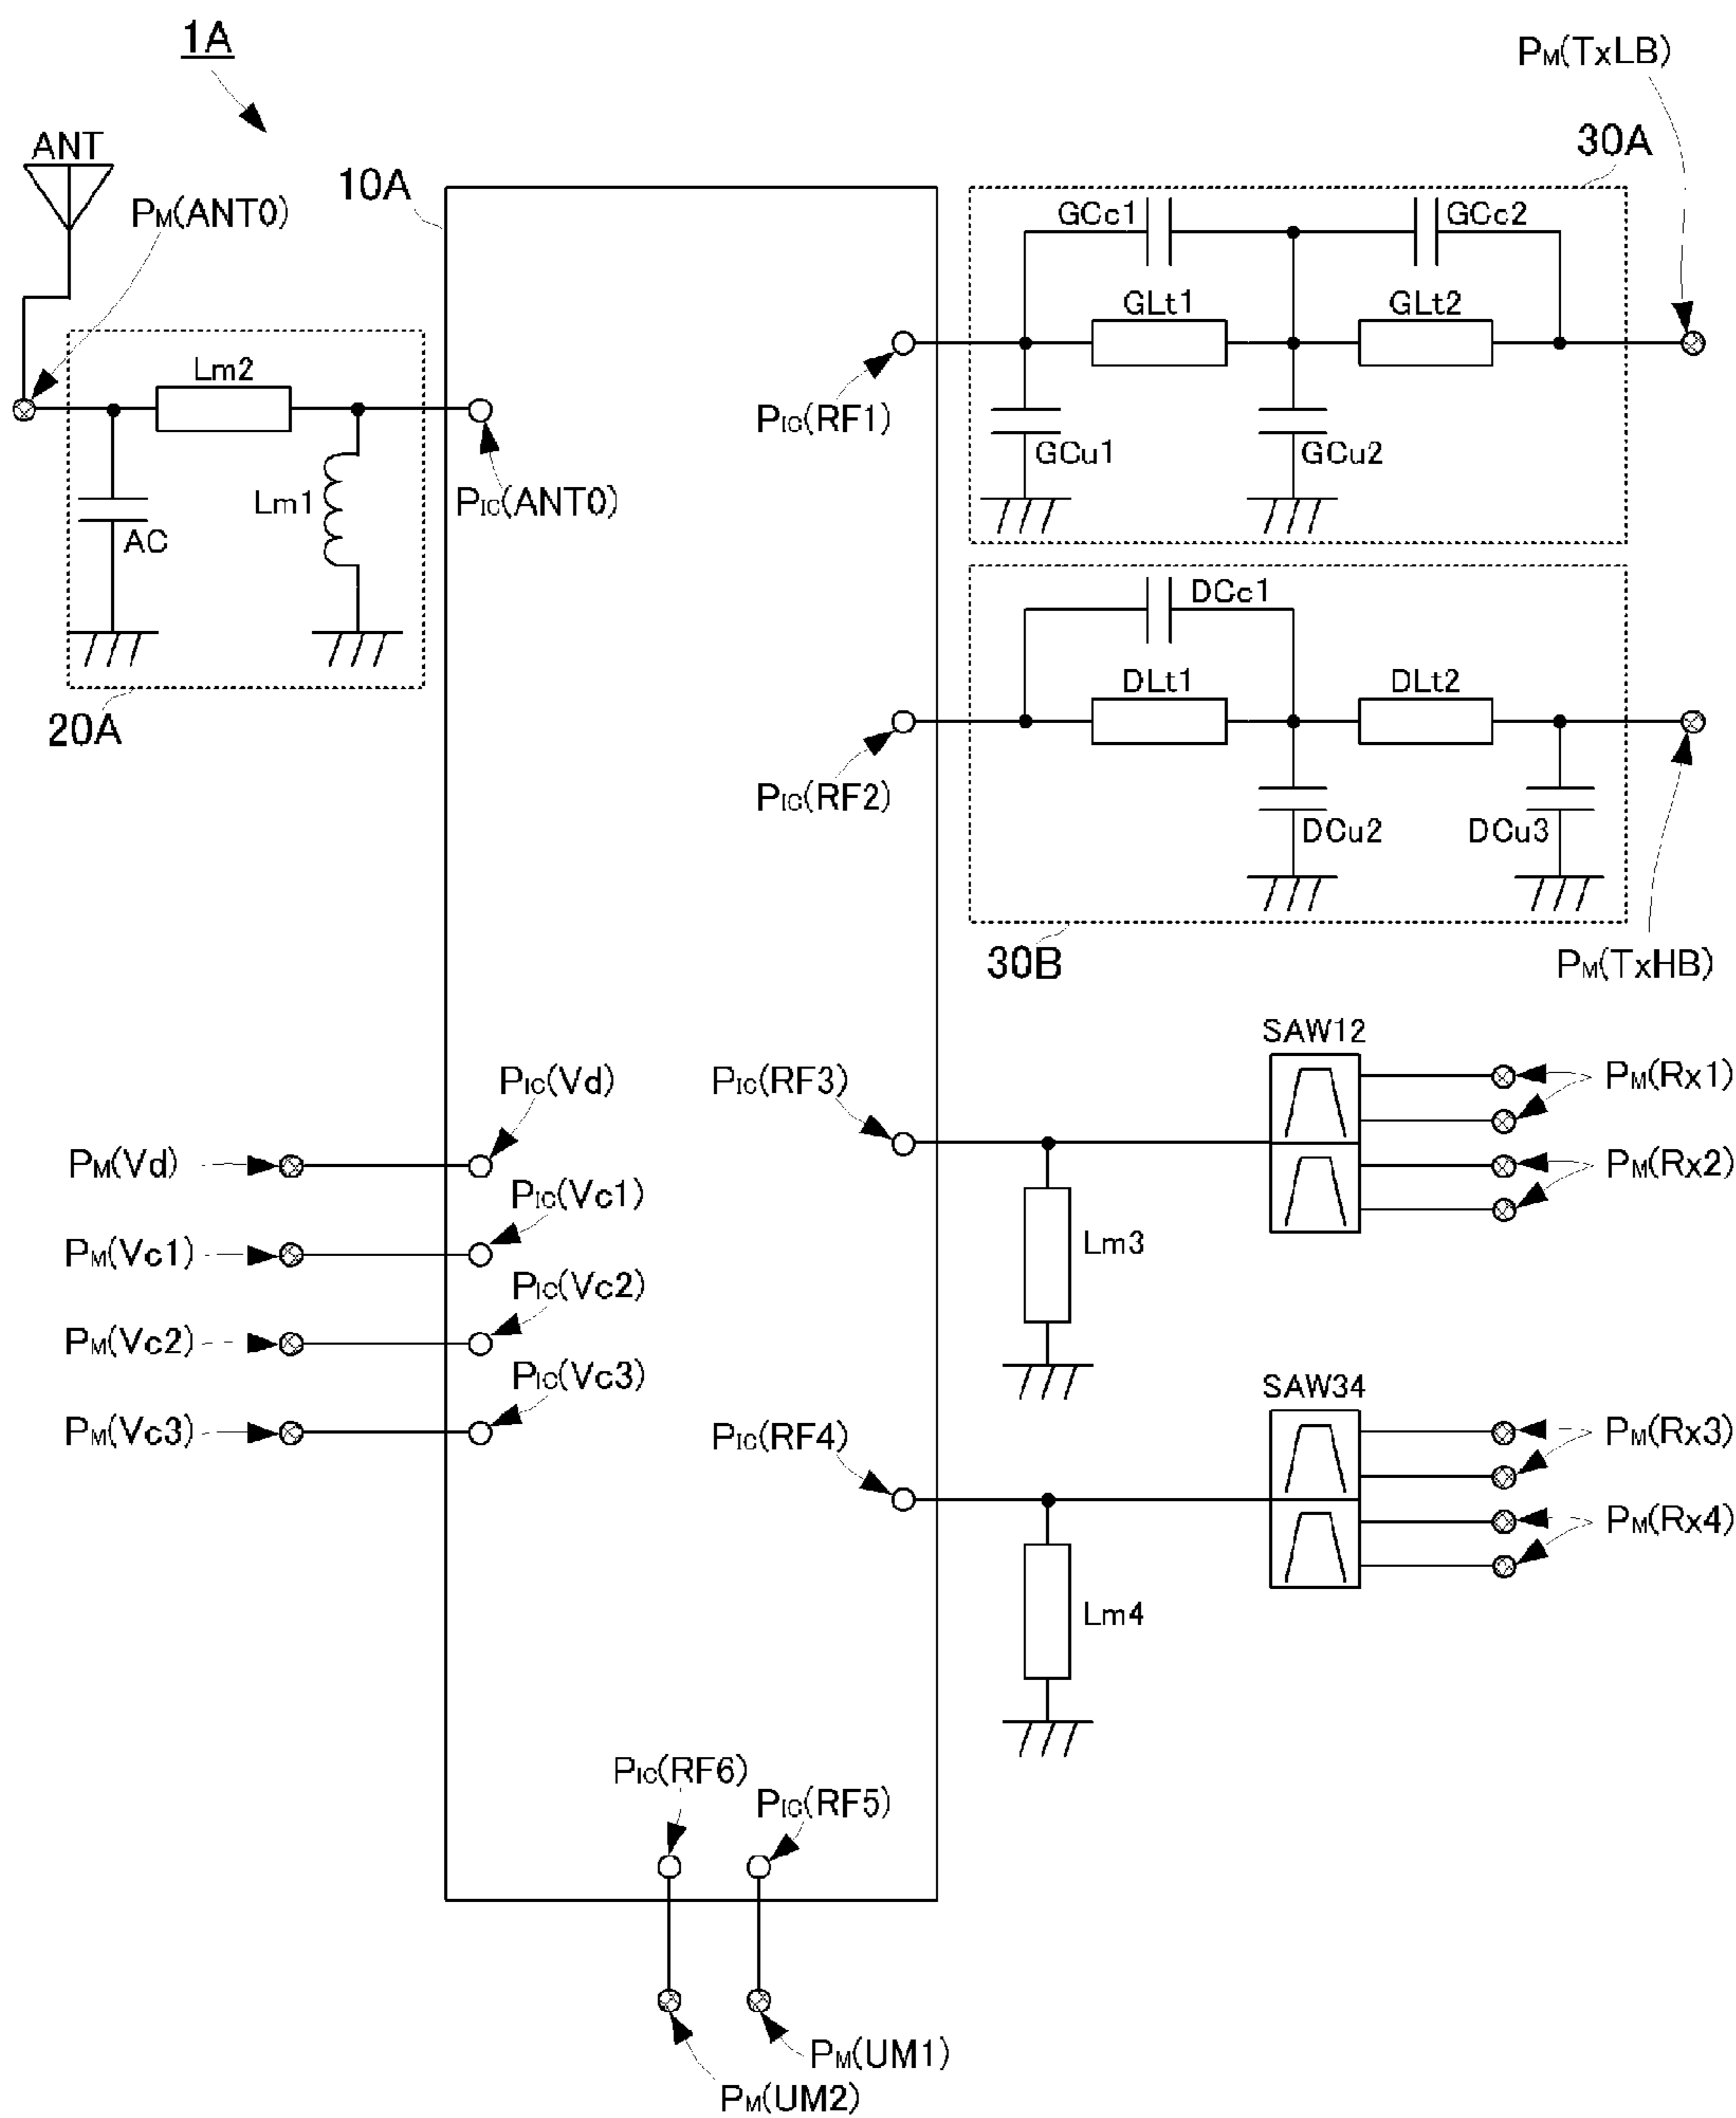 1A
PM(TxLB)
30A
ANT
10A
PM(ANT0)
GCc1
GCc2
GLt1
GLt2
Lm2
PIC(RF1)
GCu1
GCu2
Lm1
PIC(ANT0)
AC
DCc1
DLt1
DLt2
20A
PIC(RF2)
DCu2
DCu3
30B
PM(TxHB)
SAW12
PIC(Vd)
PIC(RF3)
PM(Rx1)
PM(Vd)
PM(Rx2)
PIC(Vc1)
PM(Vc1)
Lm3
PIC(Vc2)
PM(Vc2)
PIC(Vc3)
SAW34
PM(Vc3)
PIC(RF4)
PM(Rx3)
PM(Rx4)
Lm4
PIC(RF6)
PIC(RF5)
PM(UM1)
PM(UM2)